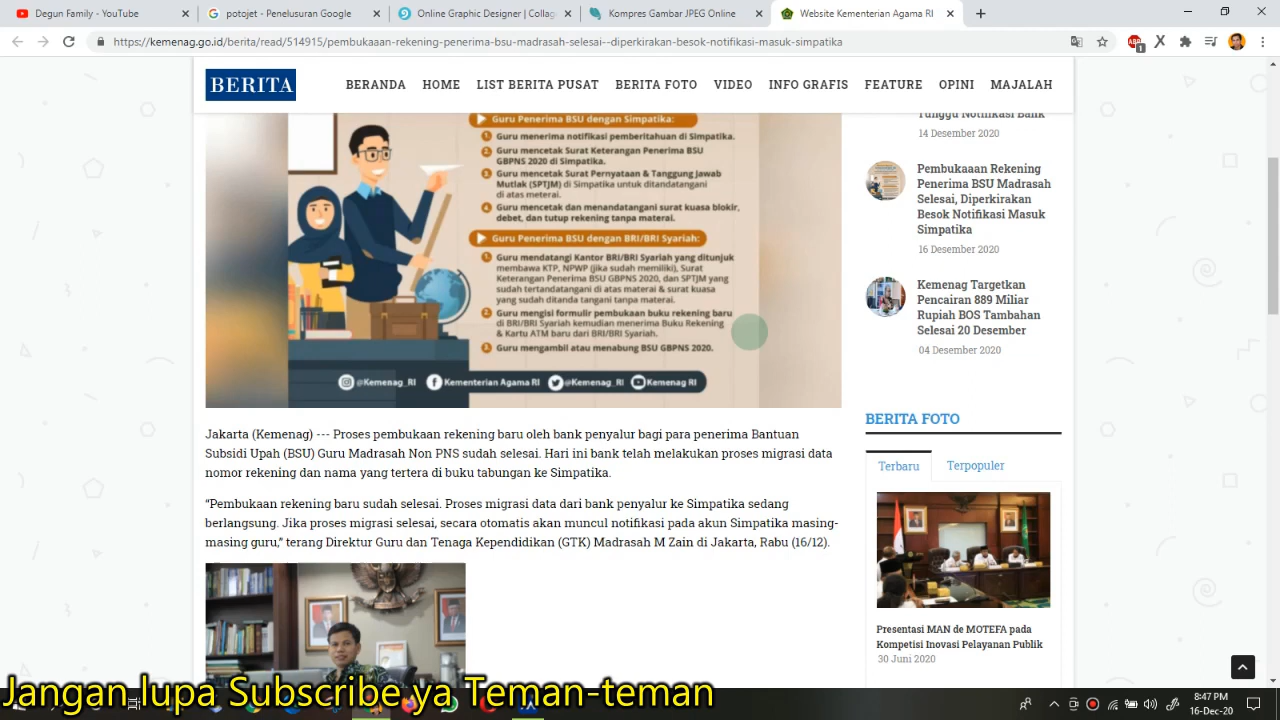 Dugun Family - YouTube
potojet - Penelusuran Google
Online Graphic Designer | Collag
Kompres Gambar JPEG Online
Website Kementerian Agama RI
https://kemenag.go.id/berita/read/514915/pembukaaan-rekening-penerima-bsu-madrasah-selesai--diperkirakan-besok-notifikasi-masuk-simpatika
BERITA
BERANDA HOME LIST BERITA PUSAT BERITA FOTO VIDEO INFO GRAFIS FEATURE OPINI MAJALAH
Guru Penerima BSU dengan Simpatika:
1 Guru menerima notifikasi pemberitahuan di Simpatika.
2 Guru mencetak Surat Keterangan Penerima BSU
GBPNS 2020 di Simpatika.
3 Guru mencetak Surat Pernyataan & Tanggung Jawab
Mutlak (SPTJM) di Simpatika untuk ditandatangani
di atas meterai.
4 Guru mencetak dan menandatangani surat kuasa blokir,
debet, dan tutup rekening tanpa materai.
Guru Penerima BSU dengan BRI/BRI Syariah:
1 Guru mendatangi Kantor BRI/BRI Syariah yang ditunjuk
membawa KTP, NPWP (jika sudah memiliki), Surat
Keterangan Penerima BSU GBPNS 2020, dan SPTJM yang
sudah tertandatangani di atas materai & surat kuasa
yang sudah ditanda tangani tanpa materai.
2 Guru mengisi formulir pembukaan buku rekening baru
di BRI/BRI Syariah kemudian menerima Buku Rekening
& Kartu ATM baru dari BRI/BRI Syariah.
3 Guru mengambil atau menabung BSU GBPNS 2020.
@Kemenag_RI Kementerian Agama RI @Kemenag_RI Kemenag RI
Jakarta (Kemenag) --- Proses pembukaan rekening baru oleh bank penyalur bagi para penerima Bantuan
Subsidi Upah (BSU) Guru Madrasah Non PNS sudah selesai. Hari ini bank telah melakukan proses migrasi data
nomor rekening dan nama yang tertera di buku tabungan ke Simpatika.
“Pembukaan rekening baru sudah selesai. Proses migrasi data dari bank penyalur ke Simpatika sedang
berlangsung. Jika proses migrasi selesai, secara otomatis akan muncul notifikasi pada akun Simpatika masing-
masing guru,” terang Direktur Guru dan Tenaga Kependidikan (GTK) Madrasah M Zain di Jakarta, Rabu (16/12).
Tunggu Notifikasi Bank
14 Desember 2020
Pembukaaan Rekening
Penerima BSU Madrasah
Selesai, Diperkirakan
Besok Notifikasi Masuk
Simpatika
16 Desember 2020
Kemenag Targetkan
Pencairan 889 Miliar
Rupiah BOS Tambahan
Selesai 20 Desember
04 Desember 2020
BERITA FOTO
Terbaru Terpopuler
Presentasi MAN de MOTEFA pada
Kompetisi Inovasi Pelayanan Publik
30 Juni 2020
Jangan lupa Subscribe ya Teman-teman
8:47 PM
16-Dec-20